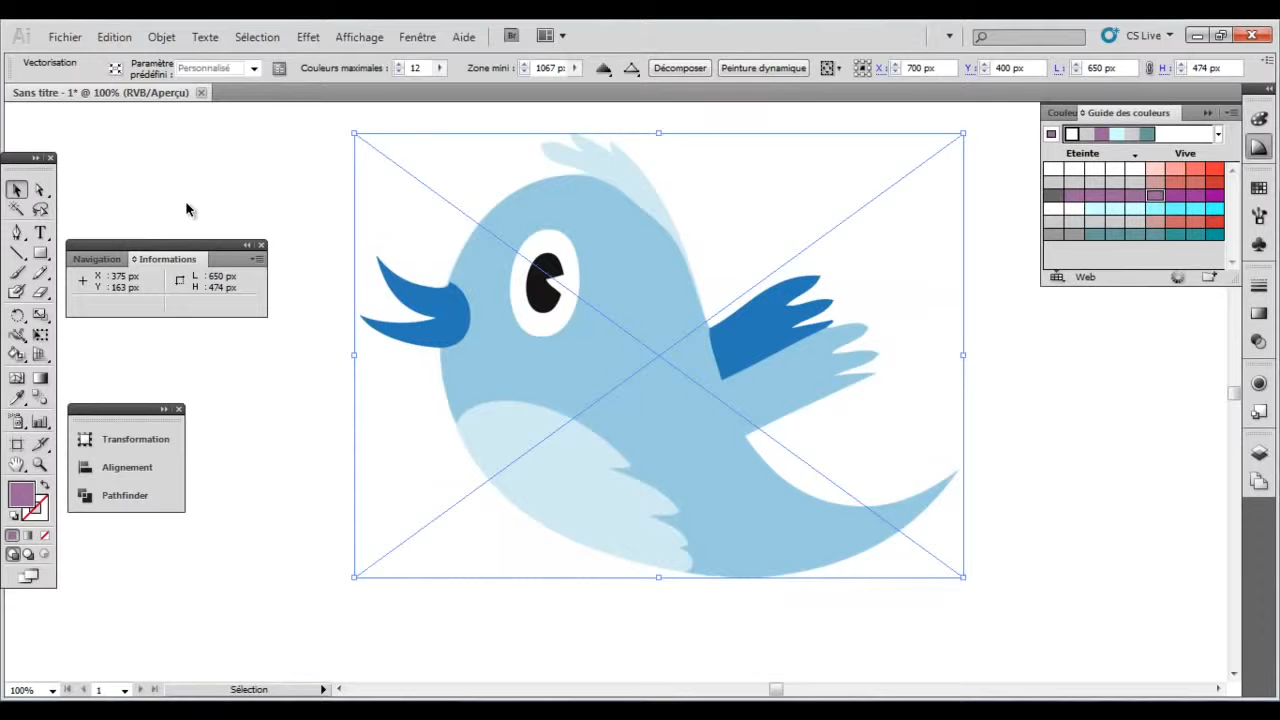 Ai Fichier Edition Objet Texte Sélection Effet Affichage Fenêtre Aide Br CS Live
Vectorisation Paramètre prédéfini : Personnalisé Couleurs maximales : 12 Zone mini : 1067 p: Décomposer Peinture dynamique X : 700 px Y : 400 px L : 650 px H : 474 px
Sans titre - 1* @ 100% (RVB/Aperçu)
Couleu Guide des couleurs
Eteinte Vive
Web
Navigation Informations
X : 375 px L : 650 px
Y : 163 px H : 474 px
Transformation
Alignement
Pathfinder
100% 1 Sélection